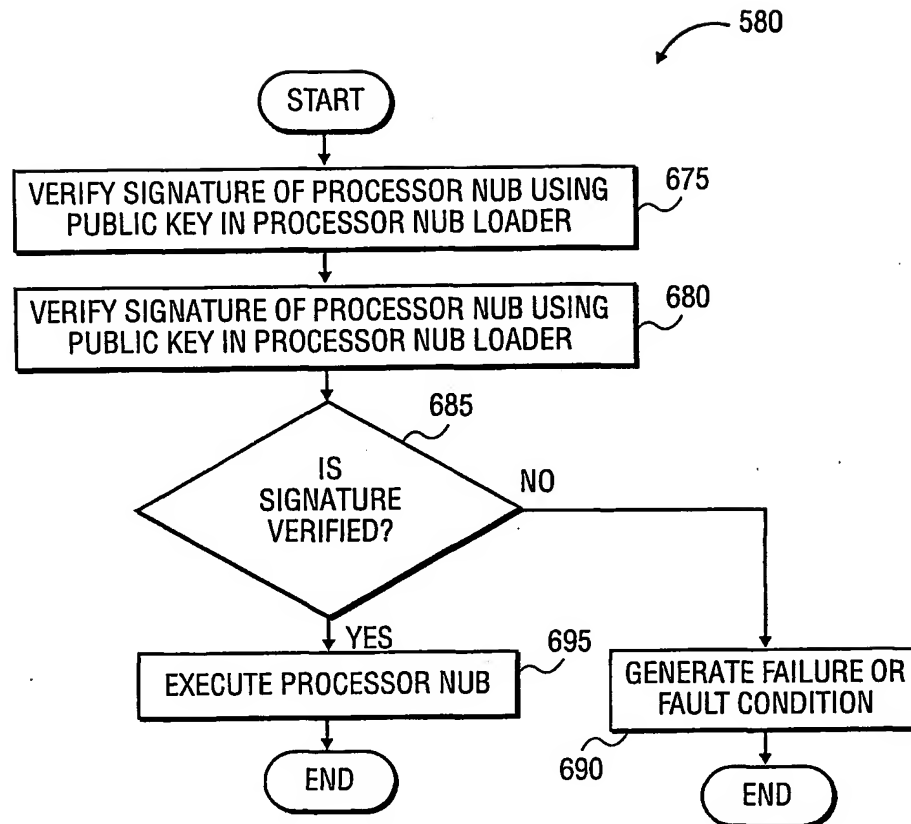 580
START
VERIFY SIGNATURE OF PROCESSOR NUB USING
PUBLIC KEY IN PROCESSOR NUB LOADER
675
VERIFY SIGNATURE OF PROCESSOR NUB USING
PUBLIC KEY IN PROCESSOR NUB LOADER
680
685
IS
SIGNATURE
VERIFIED?
NO
YES
695
EXECUTE PROCESSOR NUB
GENERATE FAILURE OR
FAULT CONDITION
690
END
END